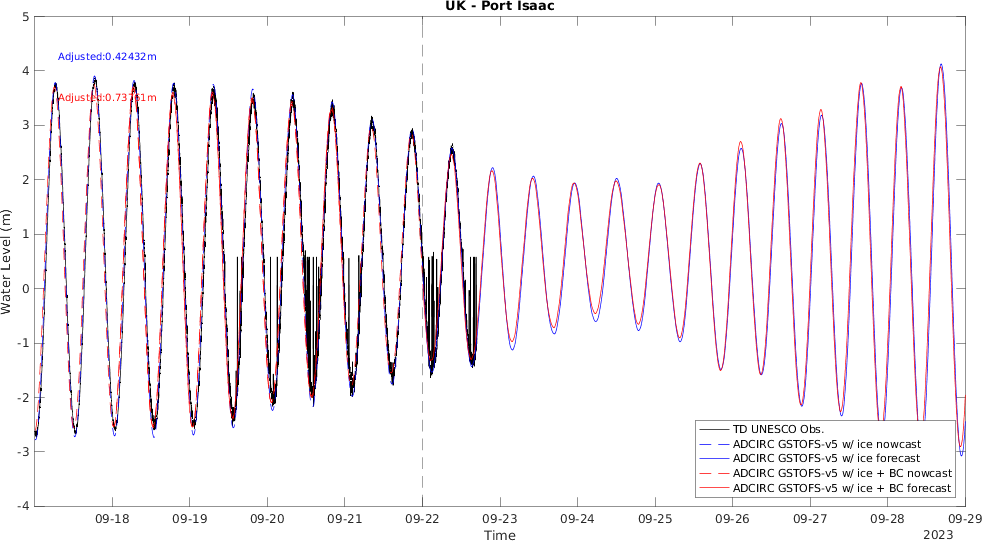 UK - Port Isaac
Water Level (m)
5
4
3
2
1
0
-1
-2
-3
-4
Adjusted:0.42432m
TD UNESCO Obs.
ADCIRC GSTOFS-v5 w/ ice nowcast
ADCIRC GSTOFS-v5 w/ ice forecast
ADCIRC GSTOFS-v5 w/ ice + BC nowcast
ADCIRC GSTOFS-v5 w/ ice + BC forecast
09-18 09-19 09-20 09-21 09-22 09-23 09-24 09-25 09-26 09-27 09-28 09-29
2023
Time